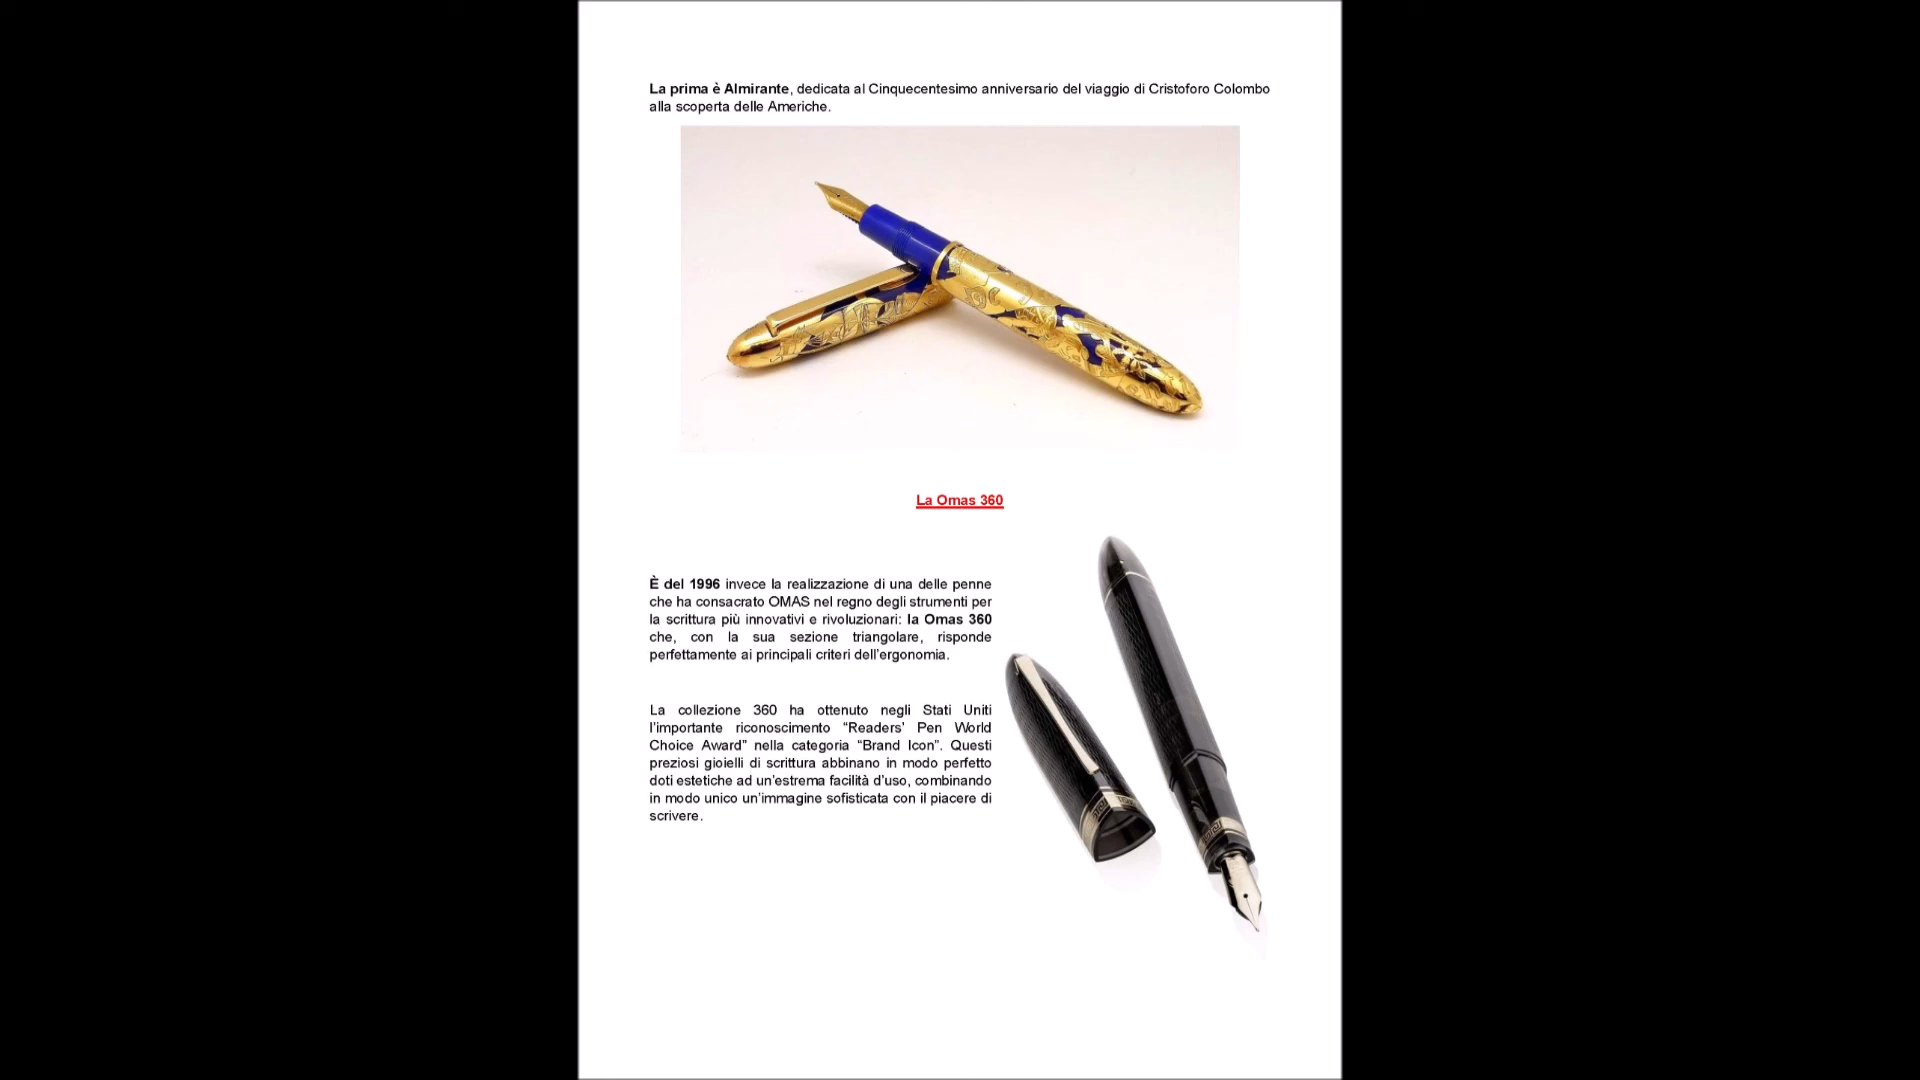 La prima è Almirante, dedicata al Cinquecentesimo anniversario del viaggio di Cristoforo Colombo
alla scoperta delle Americhe.
La Omas 360
È del 1996 invece la realizzazione di una delle penne
che ha consacrato OMAS nel regno degli strumenti per
la scrittura più innovativi e rivoluzionari: la Omas 360
che, con la sua sezione triangolare, risponde
perfettamente ai principali criteri dell’ergonomia.
La collezione 360 ha ottenuto negli Stati Uniti
l’importante riconoscimento “Readers’ Pen World
Choice Award” nella categoria “Brand Icon”. Questi
preziosi gioielli di scrittura abbinano in modo perfetto
doti estetiche ad un’estrema facilità d’uso, combinando
in modo unico un’immagine sofisticata con il piacere di
scrivere.